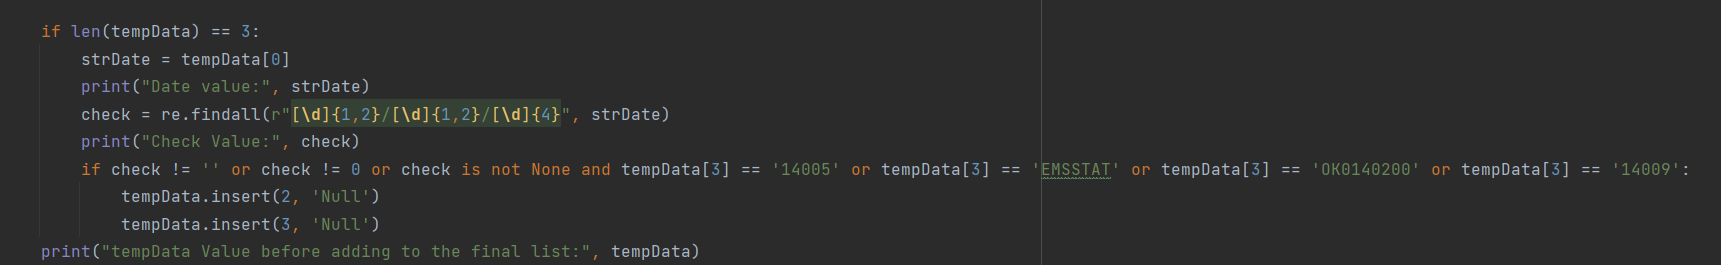 if len(tempData) == 3:
    strDate = tempData[0]
    print("Date value:", strDate)
    check = re.findall(r"[\d]{1,2}/[\d]{1,2}/[\d]{4}", strDate)
    print("Check Value:", check)
    if check != '' or check != 0 or check is not None and tempData[3] == '14005' or tempData[3] == 'EMSSTAT' or tempData[3] == 'OK0140200' or tempData[3] == '14009':
        tempData.insert(2, 'Null')
        tempData.insert(3, 'Null')
print("tempData Value before adding to the final list:", tempData)